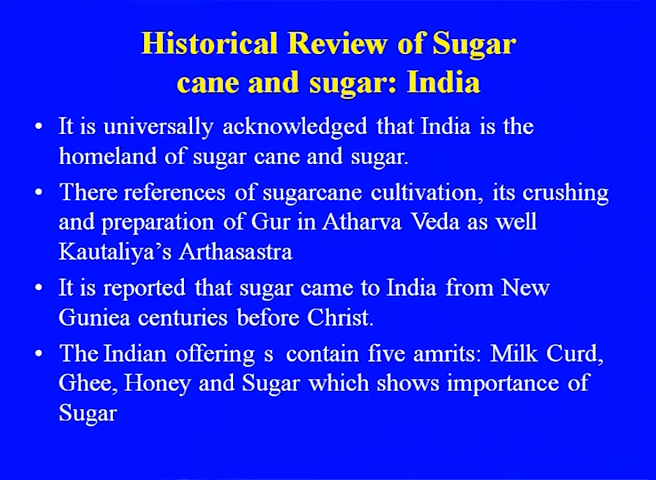 Historical Review of Sugar
cane and sugar: India
• It is universally acknowledged that India is the
homeland of sugar cane and sugar.
• There references of sugarcane cultivation, its crushing
and preparation of Gur in Atharva Veda as well
Kautaliya's Arthasastra
• It is reported that sugar came to India from New
Guniea centuries before Christ.
• The Indian offering s contain five amrits: Milk Curd,
Ghee, Honey and Sugar which shows importance of
Sugar